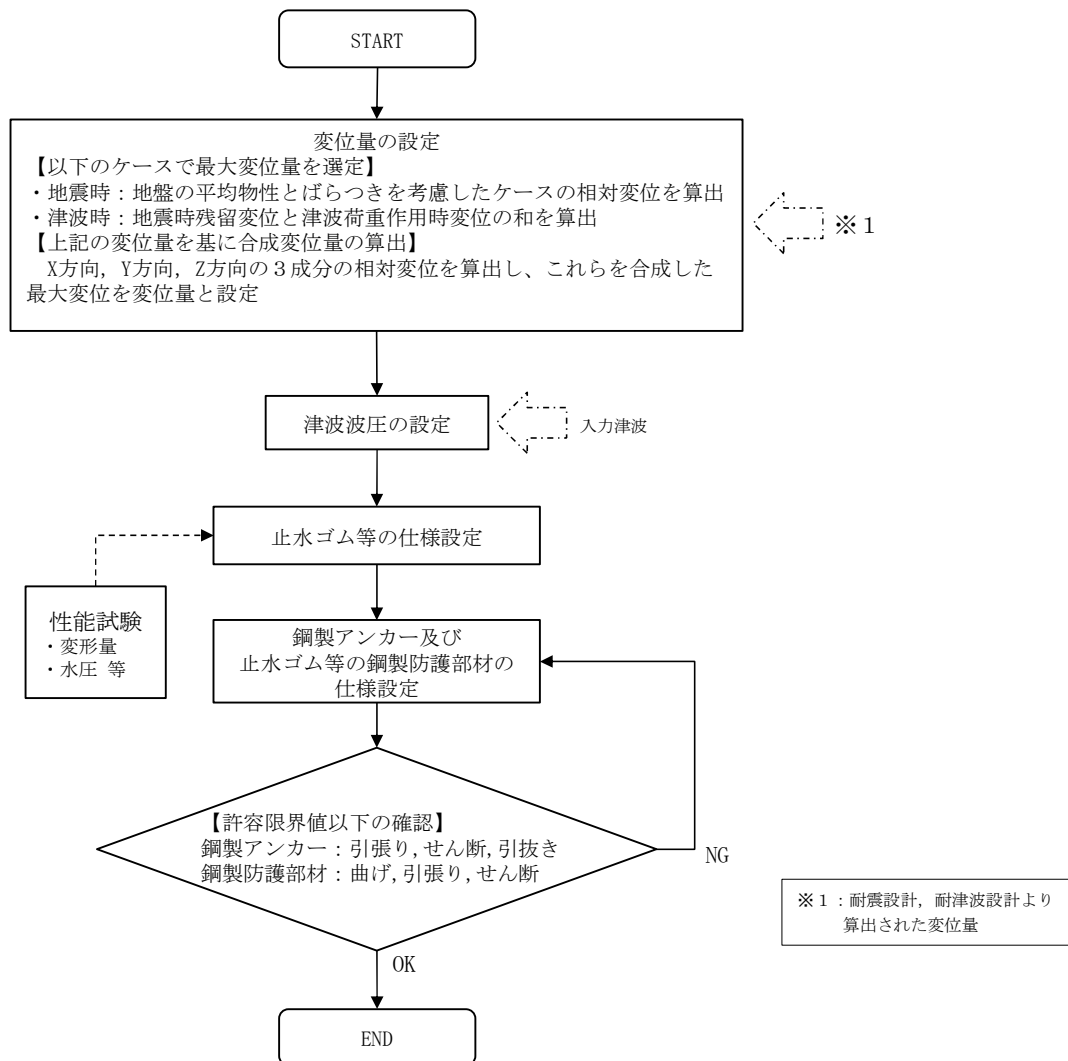 START
変位量の設定
【以下のケースで最大変位量を選定】
・地震時：地盤の平均物性とばらつきを考慮したケースの相対変位を算出
・津波時：地震時残留変位と津波荷重作用時変位の和を算出
【上記の変位量を基に合成変位量の算出】
X方向，Y方向，Z方向の３成分の相対変位を算出し、これらを合成した
最大変位を変位量と設定
※１
津波波圧の設定
入力津波
止水ゴム等の仕様設定
性能試験
・変形量
・水圧 等
鋼製アンカー及び
止水ゴム等の鋼製防護部材の
仕様設定
【許容限界値以下の確認】
鋼製アンカー：引張り，せん断，引抜き
鋼製防護部材：曲げ，引張り，せん断
NG
※１：耐震設計，耐津波設計より
算出された変位量
OK
END